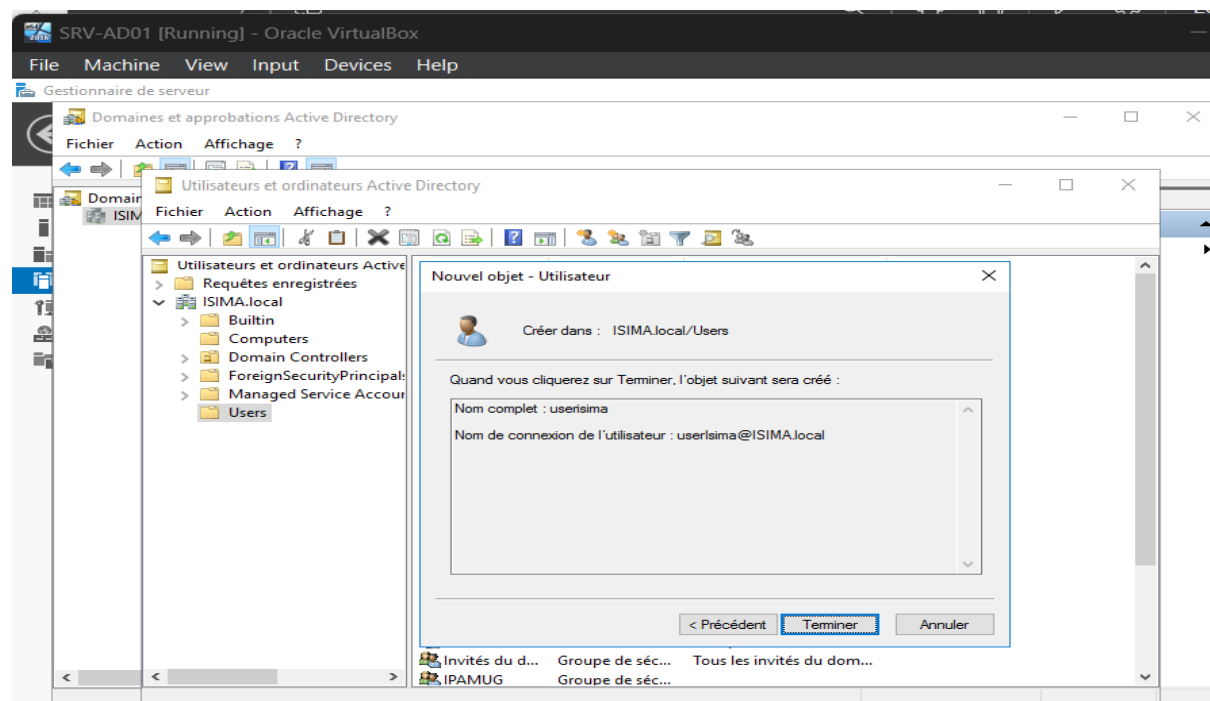 SRV-AD01 [Running] - Oracle VirtualBox
File Machine View Input Devices Help
Gestionnaire de serveur
Domaines et approbations Active Directory
Fichier Action Affichage ?
Domain
ISIM
Utilisateurs et ordinateurs Active Directory
Fichier Action Affichage ?
Utilisateurs et ordinateurs Active
Requêtes enregistrées
ISIMA.local
Builtin
Computers
Domain Controllers
ForeignSecurityPrincipals
Managed Service Accour
Users
Nouvel objet - Utilisateur
Créer dans : ISIMA.local/Users
Quand vous cliquerez sur Terminer, l'objet suivant sera créé :
Nom complet : userisima
Nom de connexion de l'utilisateur : userIsima@ISIMA.local
< Précédent Terminer Annuler
Invités du d... Groupe de séc... Tous les invités du dom...
IPAMUG Groupe de séc...